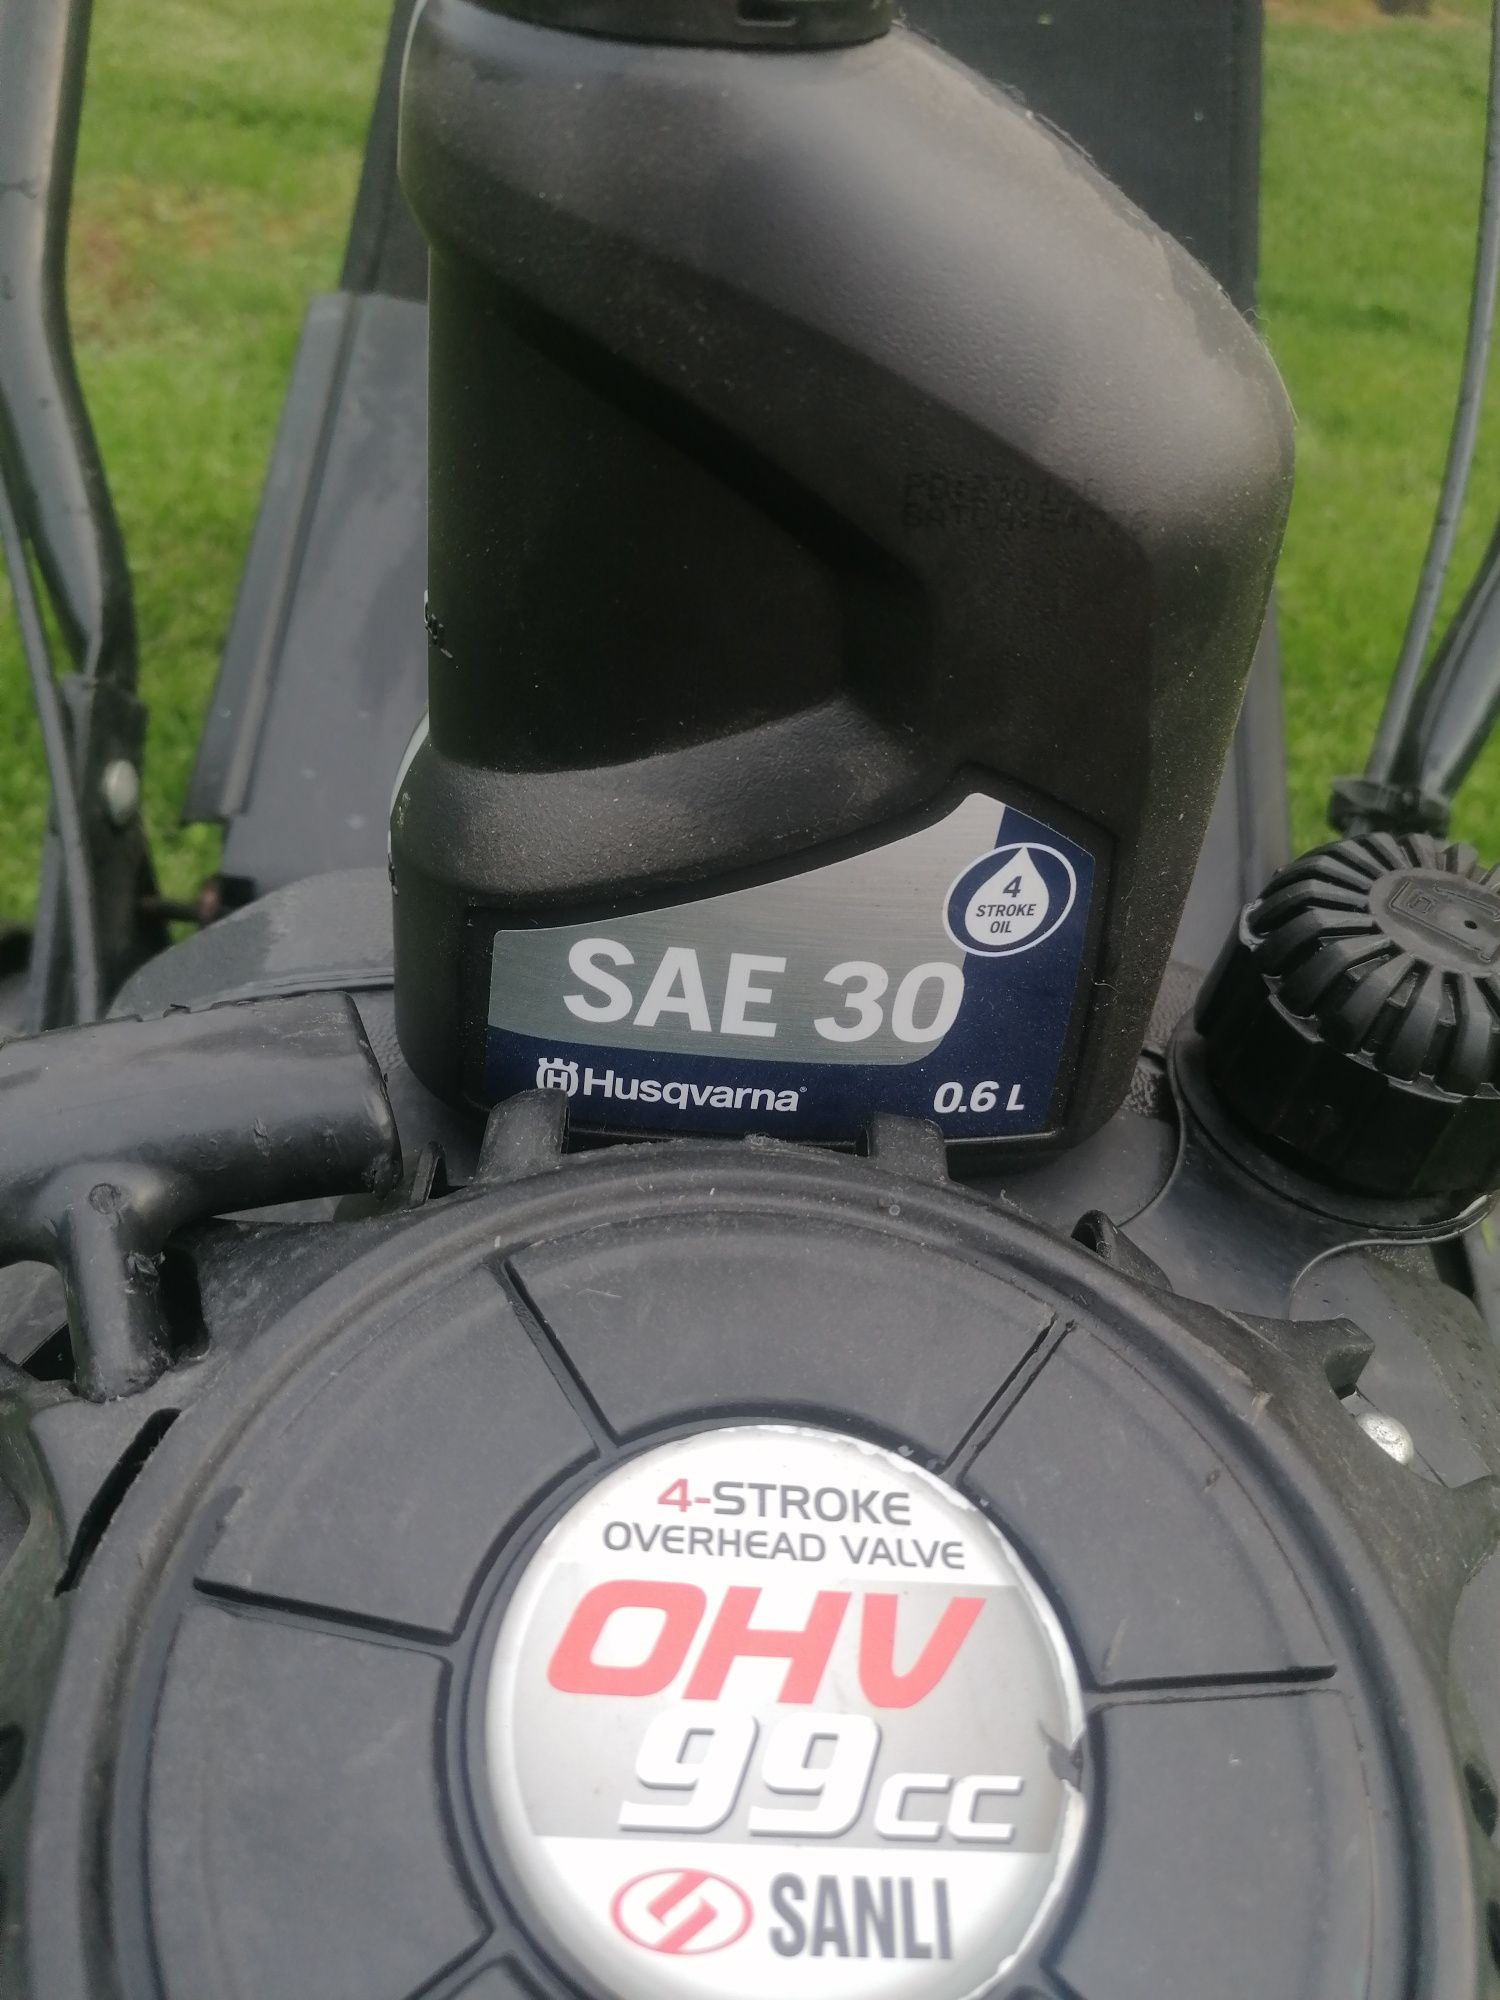 4
STROKE
OIL
SAE 30
Husqvarna 0.6 L
4-STROKE
OVERHEAD VALVE
OHV
99cc
SANLI